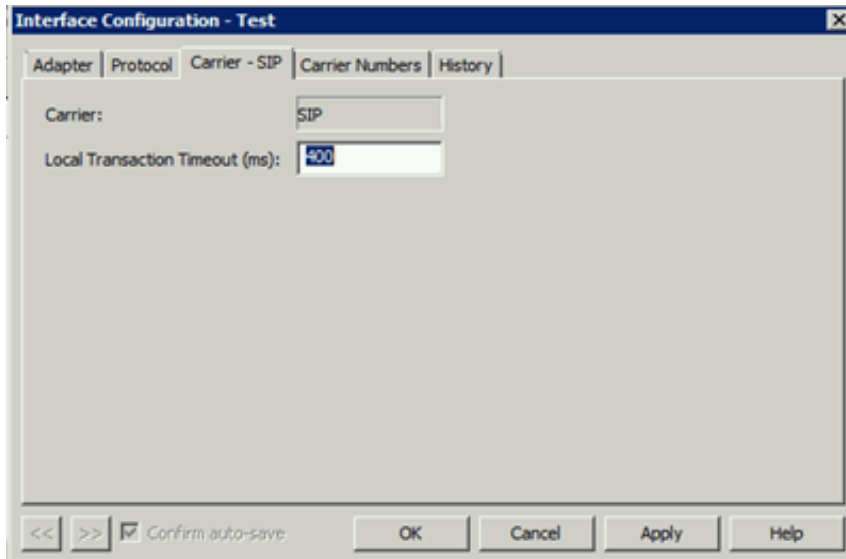 Interface Configuration - Test
Adapter Protocol Carrier - SIP Carrier Numbers History
Carrier: SIP
Local Transaction Timeout (ms): 400
<< >> Confirm auto-save OK Cancel Apply Help